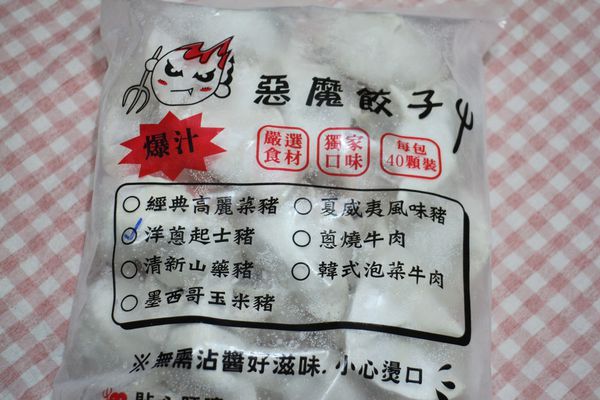 惡魔餃子
爆汁
嚴選
食材
獨家
口味
每包
40顆裝
經典高麗菜豬
洋蔥起士豬
清新山藥豬
墨西哥玉米豬
夏威夷風味豬
蔥燒牛肉
韓式泡菜牛肉
※無需沾醬好滋味.小心燙口
貼心